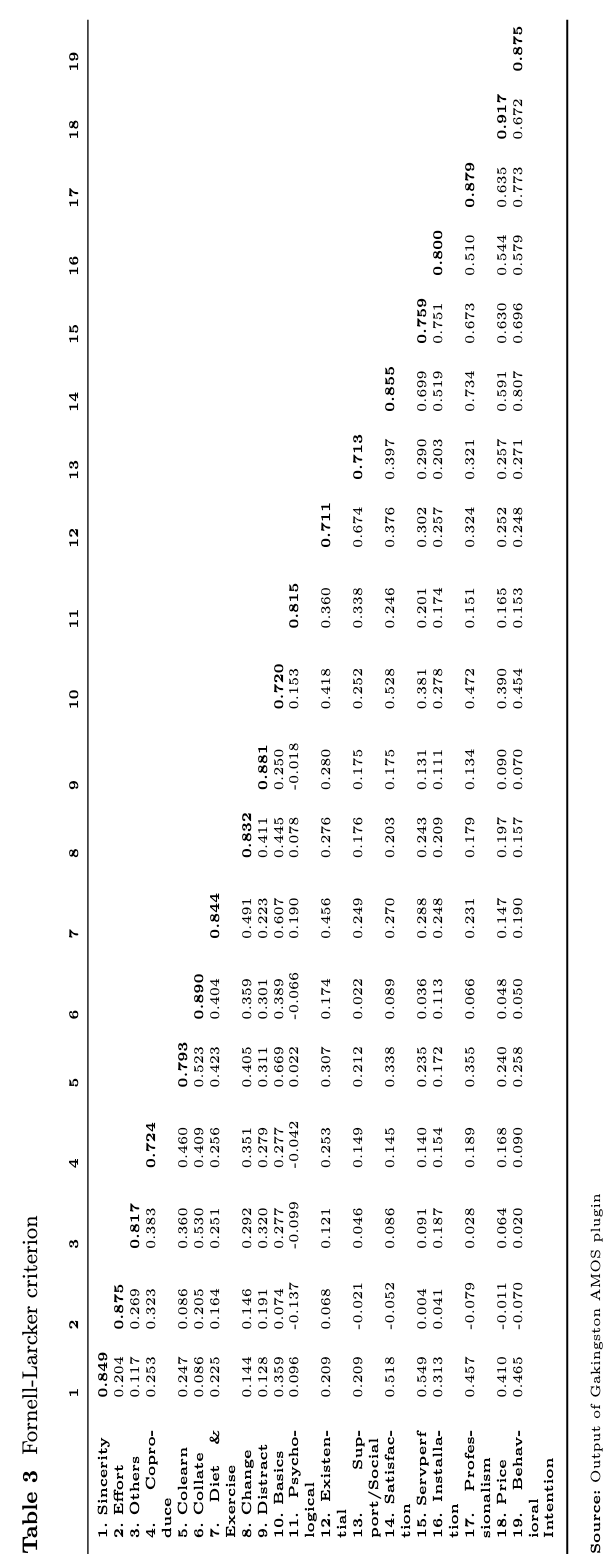 Table 3 Fornell-Larcker criterion
1 2 3 4 5 6 7 8 9 10 11 12 13 14 15 16 17 18 19
1. Sincerity 0.849
2. Effort 0.204 0.875
3. Others 0.117 0.269 0.817
4. Copro- 0.253 0.323 0.383 0.724
duce
5. Colearn 0.247 0.086 0.360 0.460 0.793
6. Collate 0.086 0.205 0.530 0.409 0.523 0.890
7. Diet & 0.225 0.164 0.251 0.256 0.423 0.404 0.844
Exercise
8. Change 0.144 0.146 0.292 0.351 0.405 0.359 0.491 0.832
9. Distract 0.128 0.191 0.320 0.279 0.311 0.301 0.223 0.411 0.881
10. Basics 0.359 0.074 0.277 0.277 0.669 0.389 0.607 0.445 0.250 0.720
11. Psycho- 0.096 -0.137 -0.099 -0.042 0.022 -0.066 0.190 0.078 -0.018 0.153 0.815
logical
12. Existen- 0.209 0.068 0.121 0.253 0.307 0.174 0.456 0.276 0.280 0.418 0.360 0.711
tial
13. Sup- 0.209 -0.021 0.046 0.149 0.212 0.022 0.249 0.176 0.175 0.252 0.338 0.674 0.713
port/Social
14. Satisfac- 0.518 -0.052 0.086 0.145 0.338 0.089 0.270 0.203 0.175 0.528 0.246 0.376 0.397 0.855
tion
15. Servperf 0.549 0.004 0.091 0.140 0.235 0.036 0.288 0.243 0.131 0.381 0.201 0.302 0.290 0.699 0.759
16. Installa- 0.313 0.041 0.187 0.154 0.172 0.113 0.248 0.209 0.111 0.278 0.174 0.257 0.203 0.519 0.751 0.800
tion
17. Profes- 0.457 -0.079 0.028 0.189 0.355 0.066 0.231 0.179 0.134 0.472 0.151 0.324 0.321 0.734 0.673 0.510 0.879
sionalism
18. Price 0.410 -0.011 0.064 0.168 0.240 0.048 0.147 0.197 0.090 0.390 0.165 0.252 0.257 0.591 0.630 0.544 0.635 0.917
19. Behav- 0.465 -0.070 0.020 0.090 0.258 0.050 0.190 0.157 0.070 0.454 0.153 0.248 0.271 0.807 0.696 0.579 0.773 0.672 0.875
ioral
Intention
Source: Output of Gakingston AMOS plugin